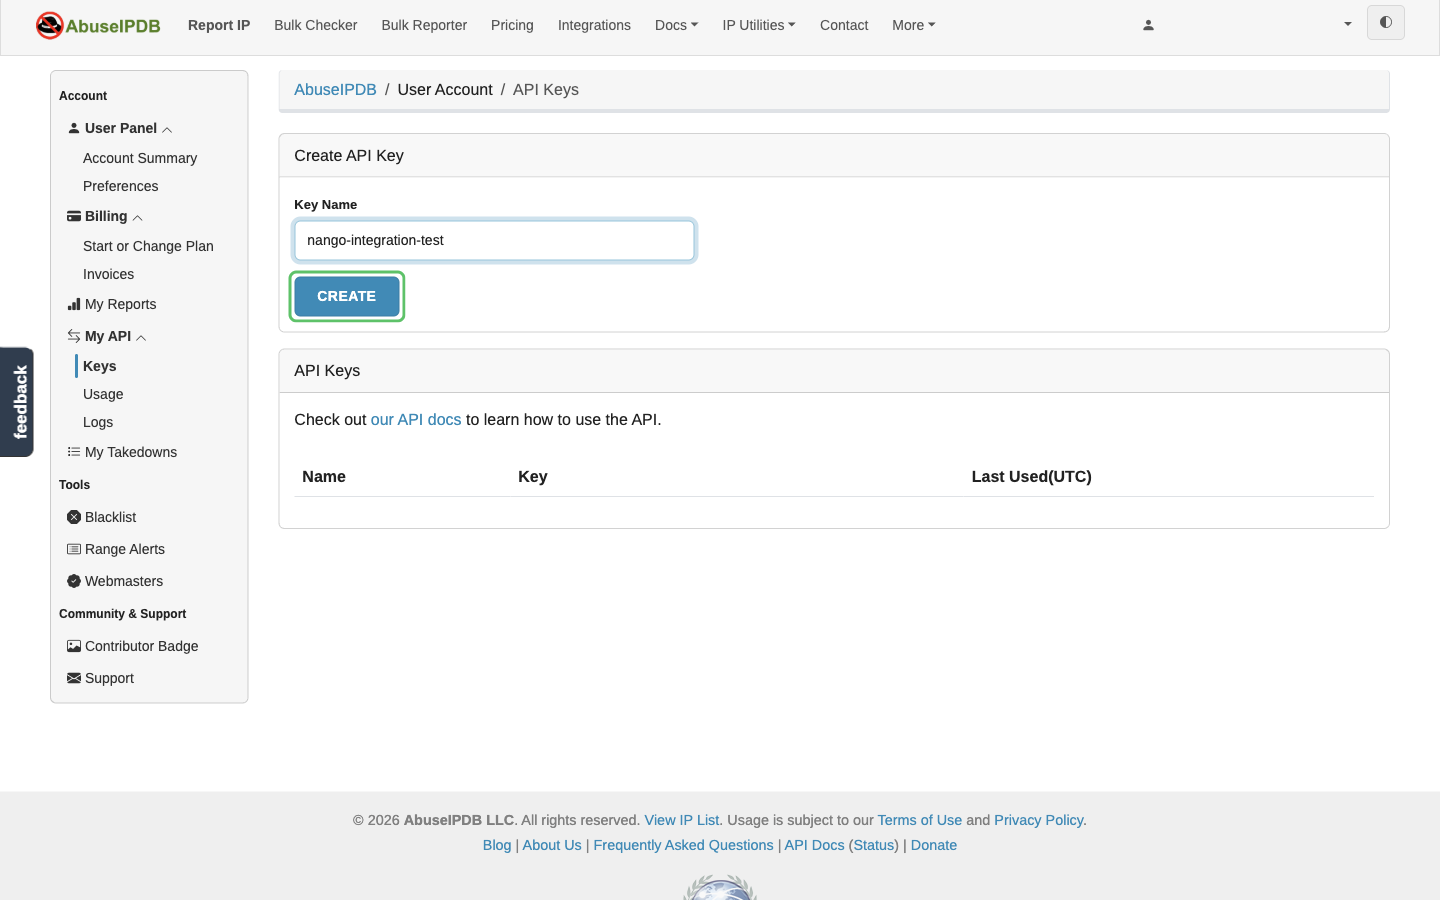 AbuseIPDB Report IP Bulk Checker Bulk Reporter Pricing Integrations Docs IP Utilities Contact More
Account
User Panel
Account Summary
Preferences
Billing
Start or Change Plan
Invoices
My Reports
My API
Keys
Usage
Logs
My Takedowns
Tools
Blacklist
Range Alerts
Webmasters
Community & Support
Contributor Badge
Support
feedback
AbuseIPDB / User Account / API Keys
Create API Key
Key Name
nango-integration-test
CREATE
API Keys
Check out our API docs to learn how to use the API.
Name Key Last Used(UTC)
© 2026 AbuseIPDB LLC. All rights reserved. View IP List. Usage is subject to our Terms of Use and Privacy Policy.
Blog | About Us | Frequently Asked Questions | API Docs (Status) | Donate